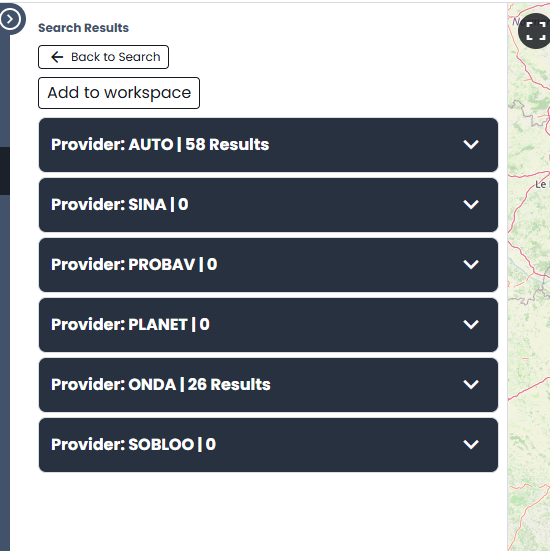 Search Results
Back to Search
Add to workspace
Provider: AUTO | 58 Results
Provider: SINA | 0
Provider: PROBAV | 0
Provider: PLANET | 0
Provider: ONDA | 26 Results
Provider: SOBLOO | 0
Le